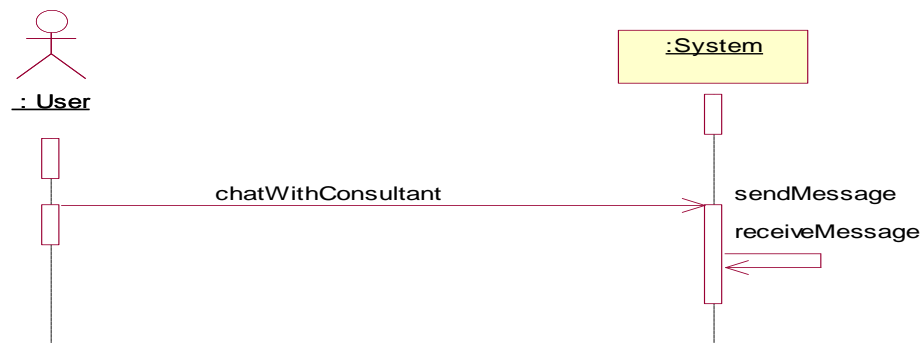 :System
: User
chatWithConsultant
sendMessage
receiveMessage